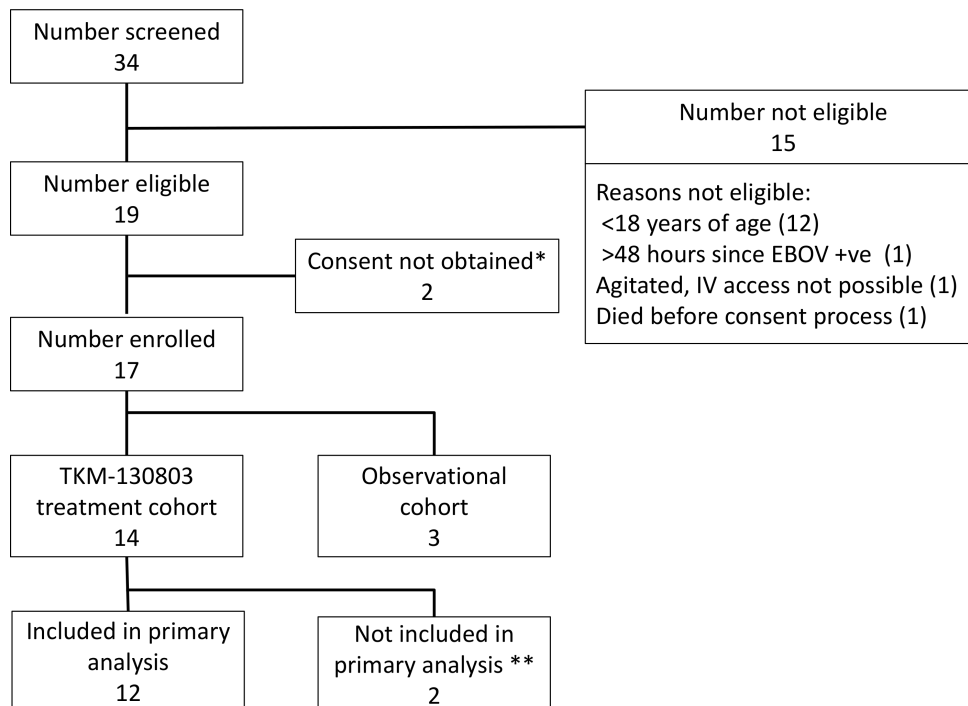 Number screened
34
Number not eligible
15
Reasons not eligible:
<18 years of age (12)
>48 hours since EBOV +ve (1)
Agitated, IV access not possible (1)
Died before consent process (1)
Number eligible
19
Consent not obtained*
2
Number enrolled
17
TKM-130803
treatment cohort
14
Observational
cohort
3
Included in primary
analysis
12
Not included in
primary analysis **
2